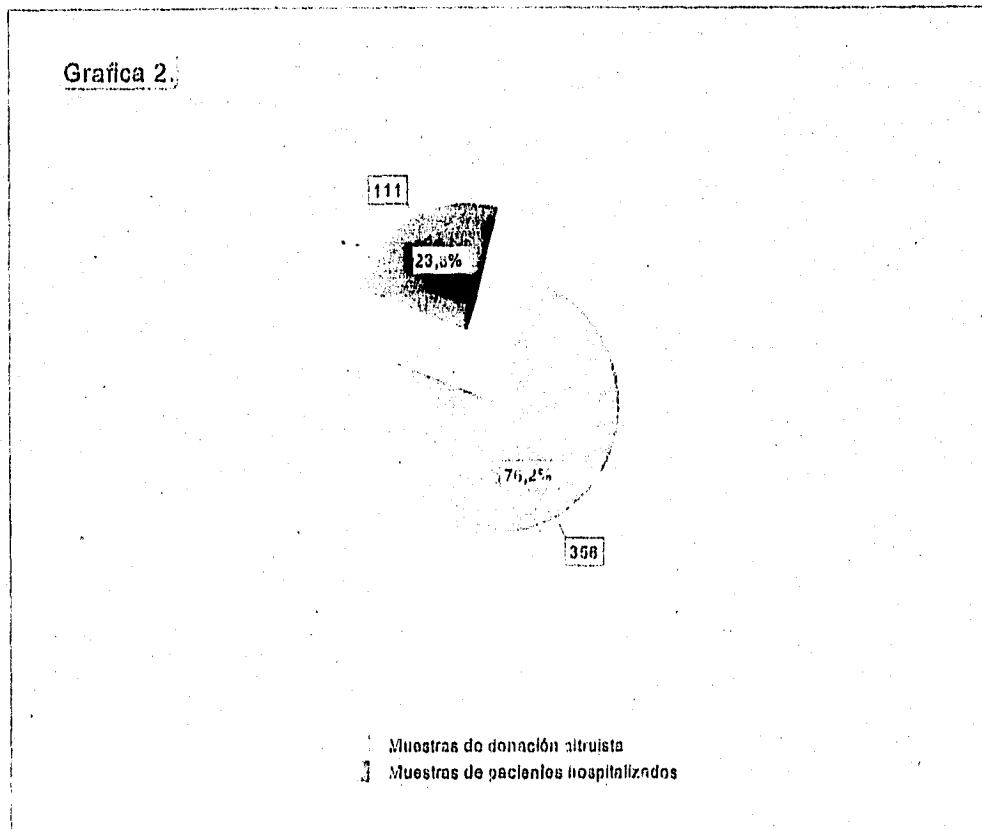 Grafica 2.
111
23,8%
76,2%
356
Muestras de donación altruista
Muestras de pacientes hospitalizados